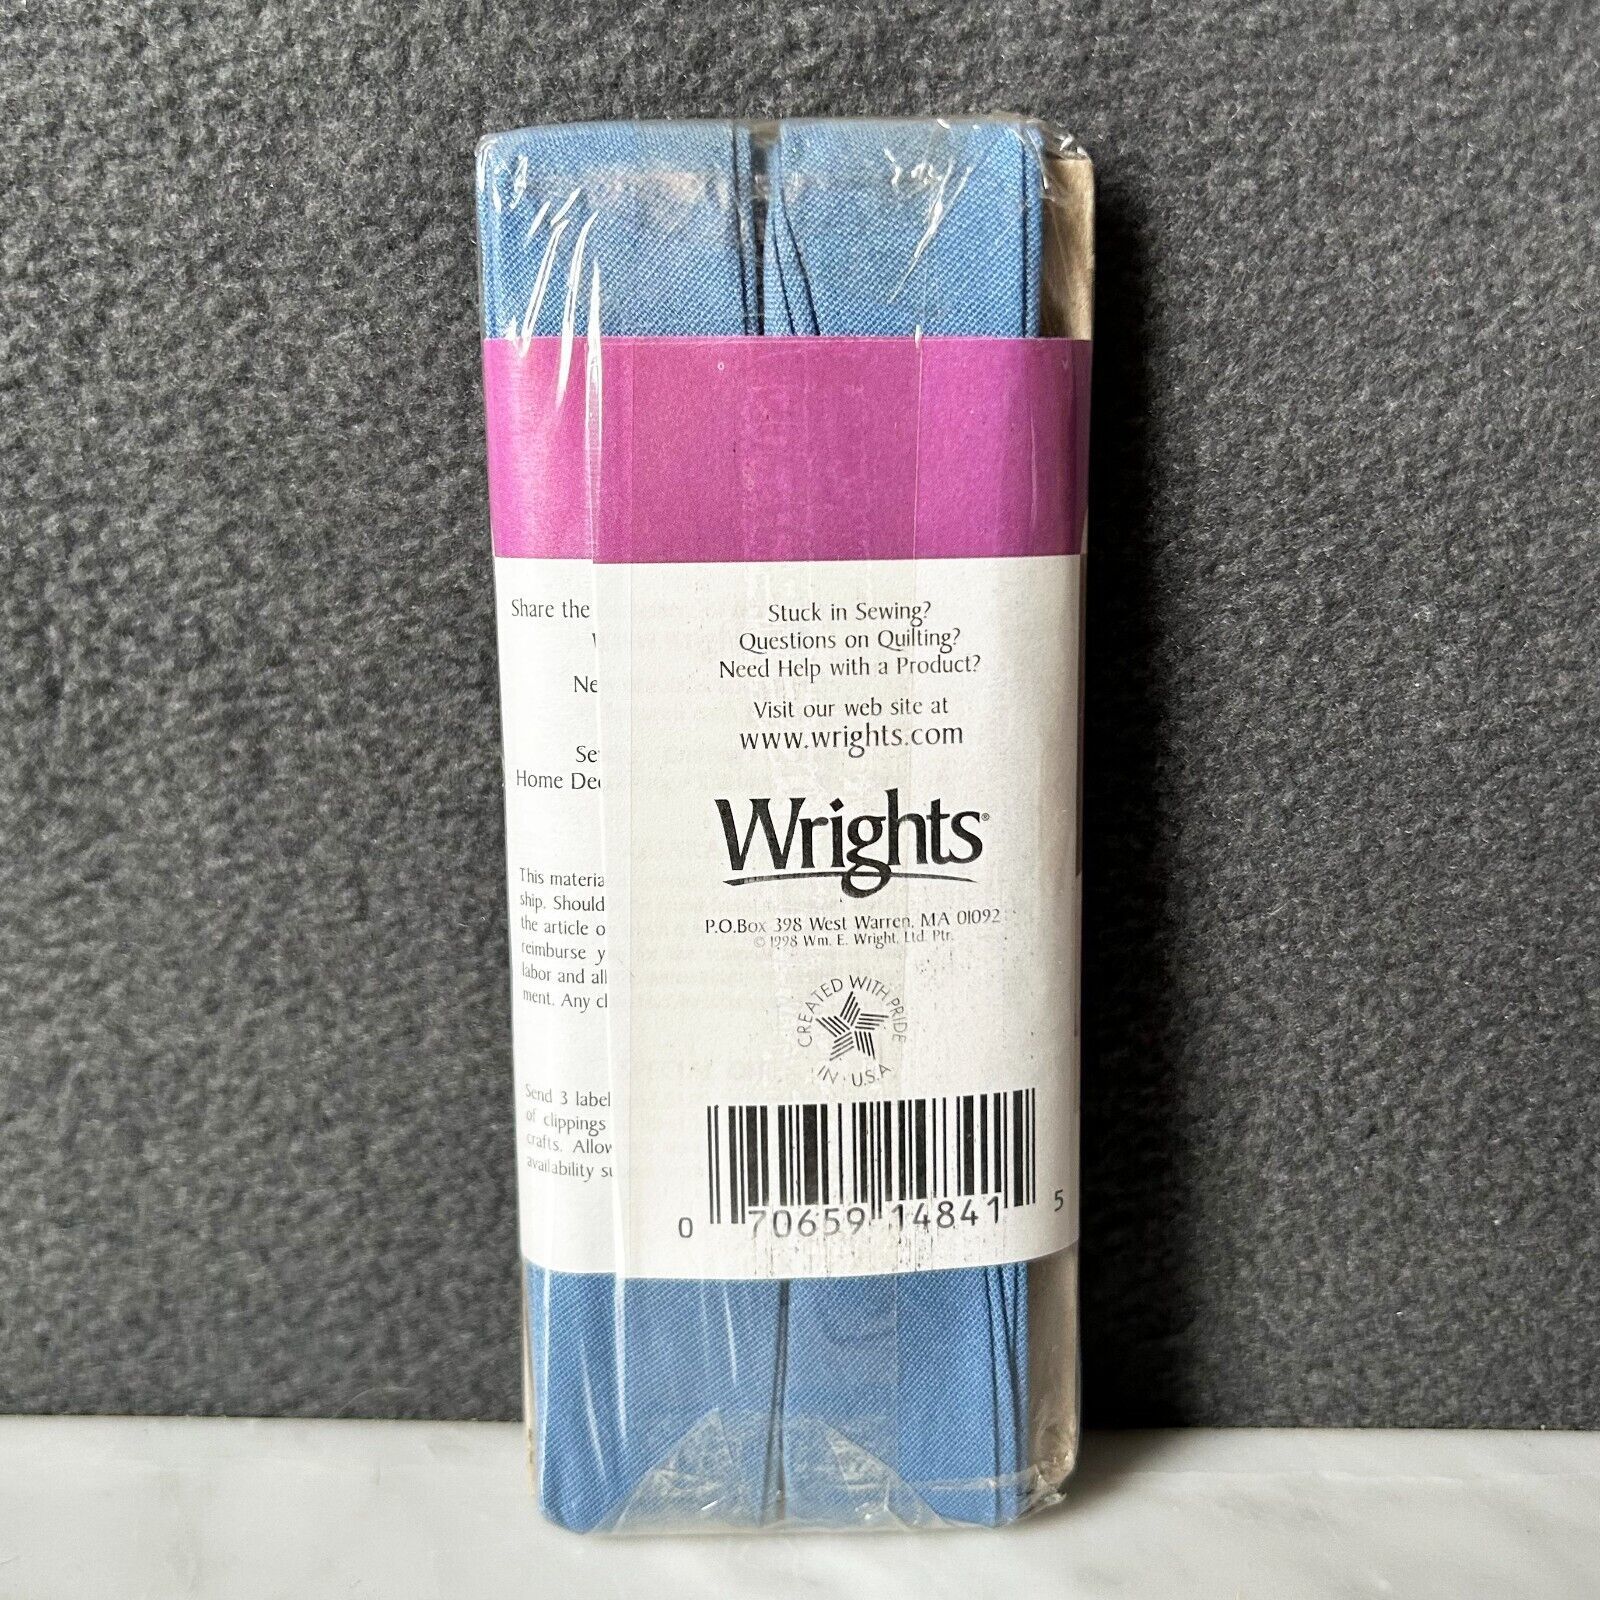 Share the
Ne
Se
Home Dec
This materia
ship. Should
the article o
reimburse y
labor and all
ment. Any cl
Send 3 label
of clippings
crafts. Allow
availability su
Stuck in Sewing?
Questions on Quilting?
Need Help with a Product?
Visit our web site at
www.wrights.com
Wrights®
P.O.Box 398 West Warren, MA 01092
© 1998 Wm. E. Wright, Ltd. Ptr.
CREATED WITH PRIDE
IN · U.S.A
0 70659 14841 5